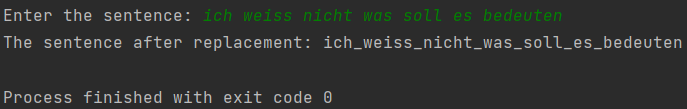 Enter the sentence: ich weiss nicht was soll es bedeuten
The sentence after replacement: ich_weiss_nicht_was_soll_es_bedeuten
Process finished with exit code 0